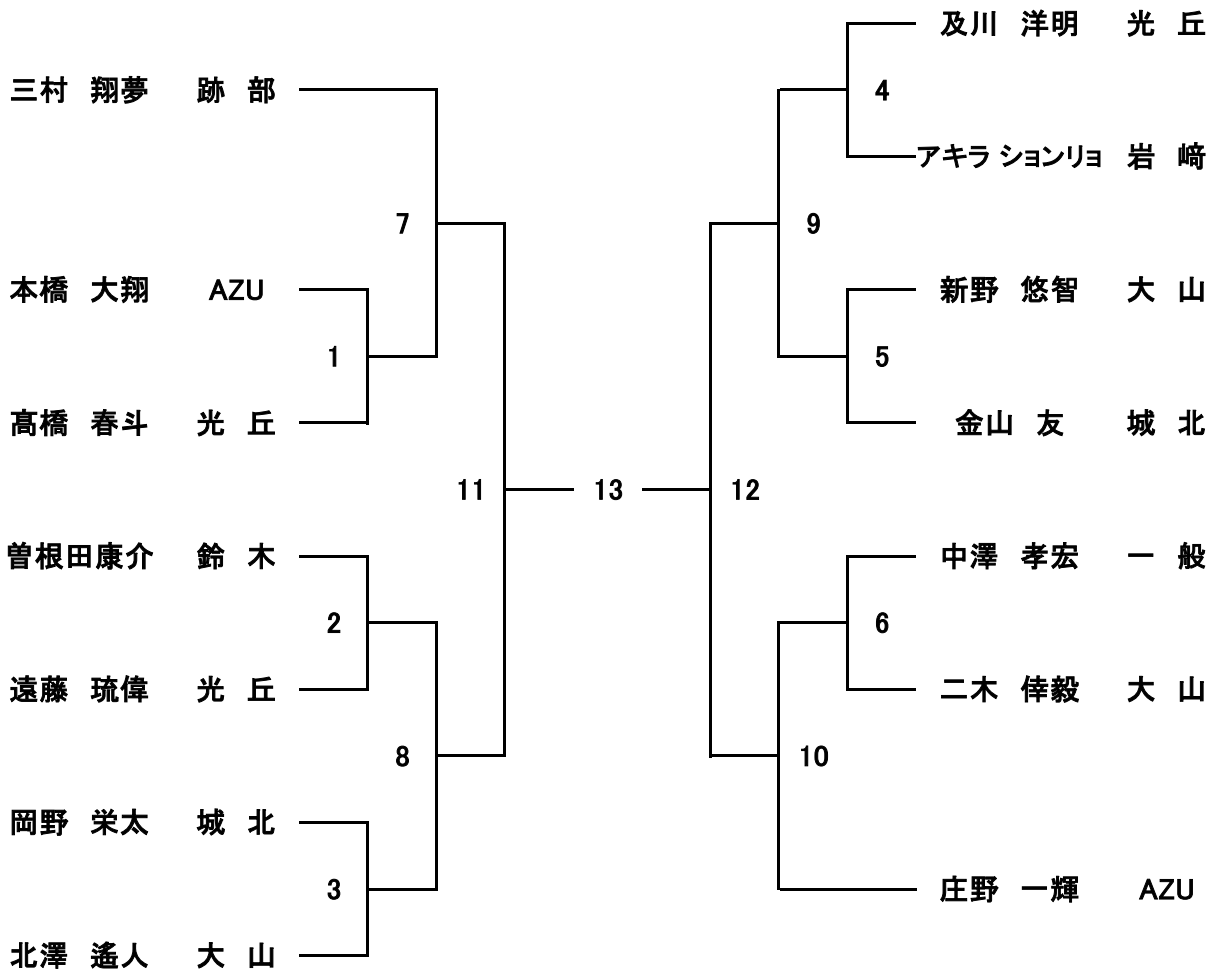 及川 洋明 光 丘
三村 翔夢 跡 部
4
アキラ ションリョ 岩 﨑
7
9
本橋 大翔 AZU
新野 悠智 大 山
1
5
髙橋 春斗 光 丘
金山 友 城 北
11
13
12
曽根田康介 鈴 木
中澤 孝宏 一 般
2
6
遠藤 琉偉 光 丘
二木 倖毅 大 山
8
10
岡野 栄太 城 北
3
庄野 一輝 AZU
北澤 遙人 大 山